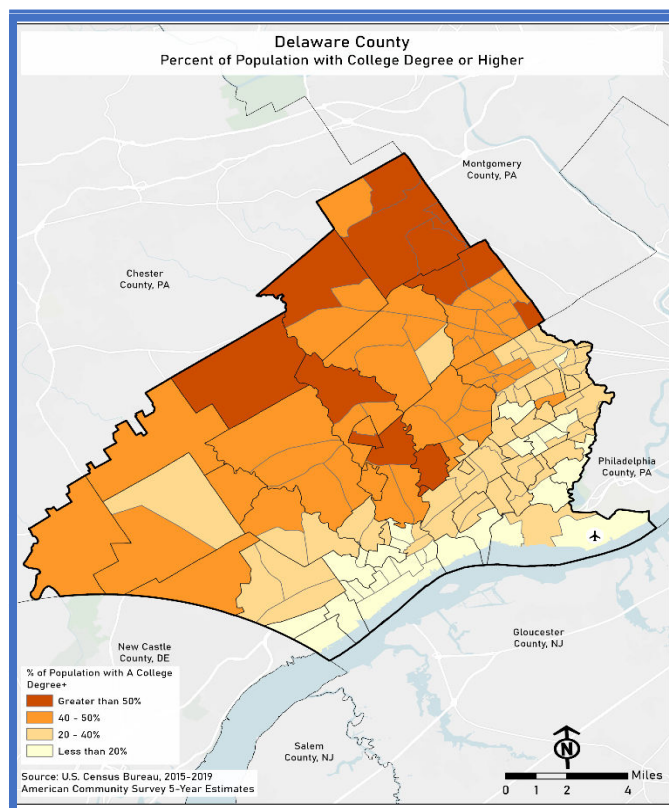 Delaware County
Percent of Population with College Degree or Higher
Montgomery
County, PA
Chester
County, PA
Philadelphia
County, PA
New Castle
County, DE
Gloucester
County, NJ
Salem
County, NJ
% of Population with A College
Degree+
Greater than 50%
40 - 50%
20 - 40%
Less than 20%
Source: U.S. Census Bureau, 2015-2019
American Community Survey 5-Year Estimates
N
Miles
0 1 2 4